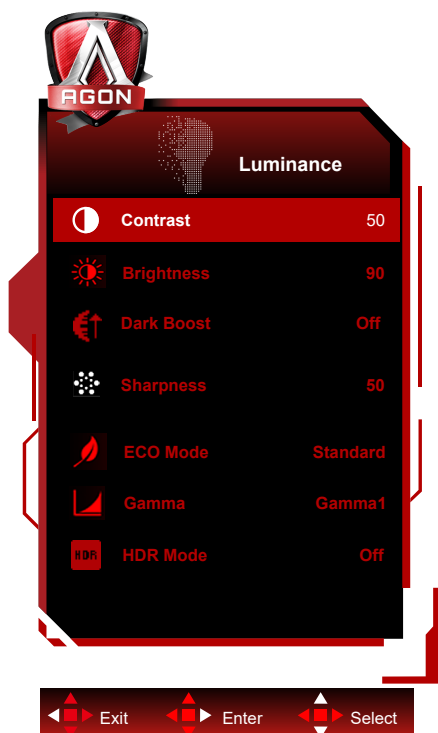 AGON
Luminance
Contrast 50
Brightness 90
Dark Boost Off
Sharpness 50
ECO Mode Standard
Gamma Gamma1
HDR HDR Mode Off
Exit Enter Select